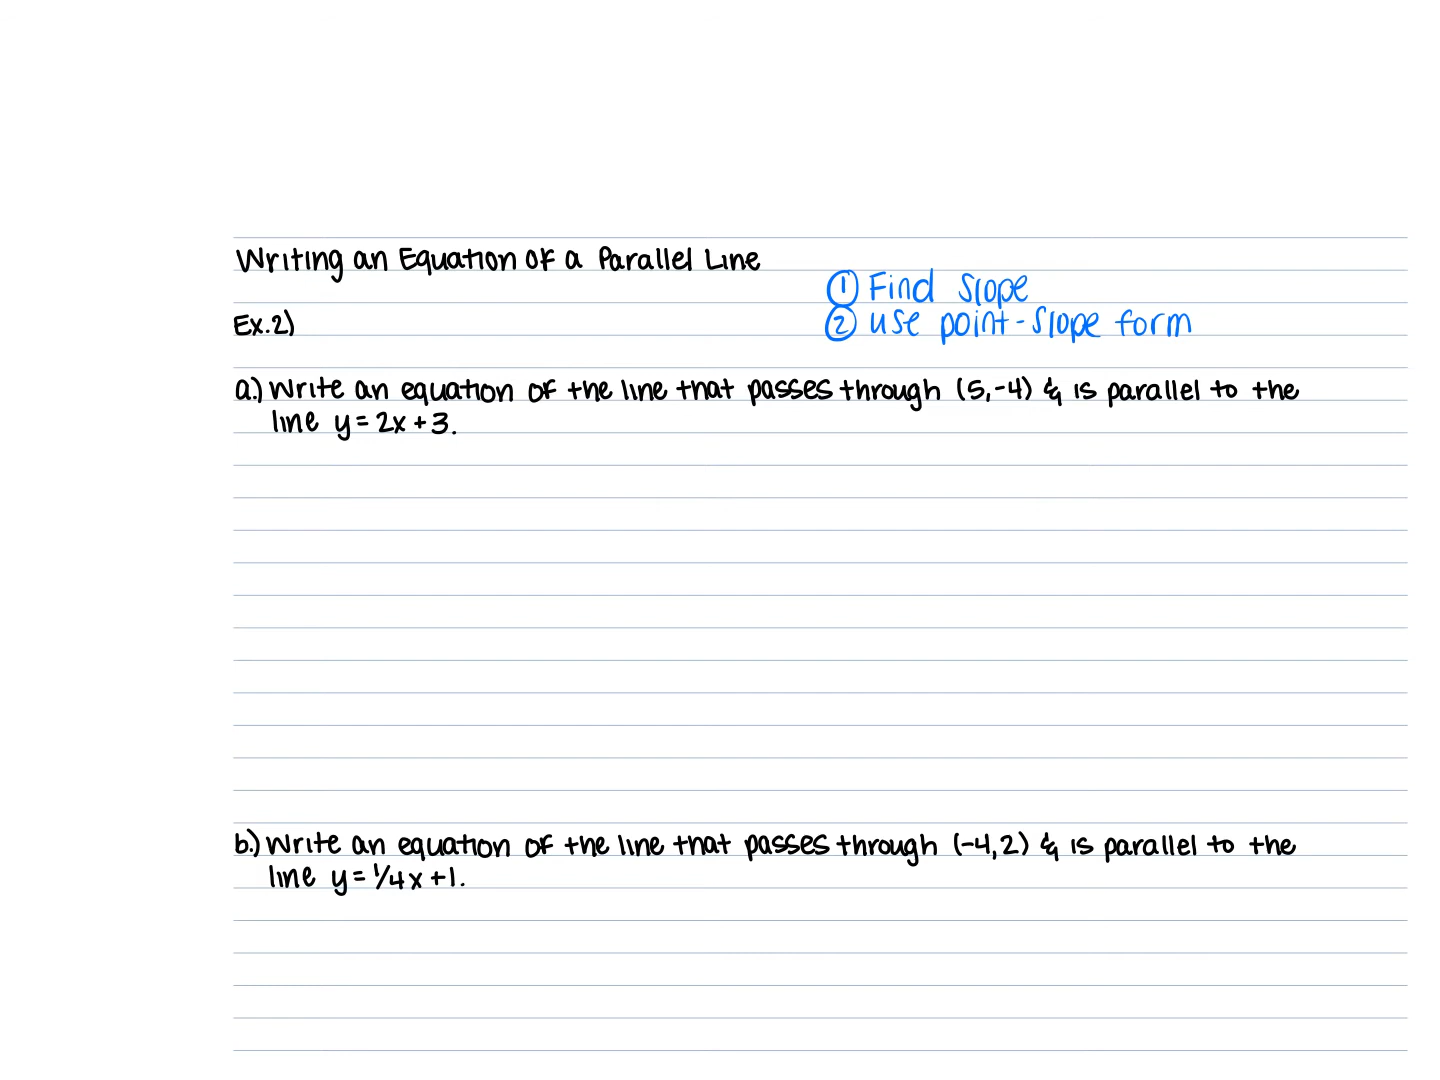 Writing an Equation of a Parallel Line
① Find slope
Ex.2)
② use point-slope form
a.) Write an equation of the line that passes through (5,-4) & is parallel to the
line y = 2x + 3.
b.) Write an equation of the line that passes through (-4,2) & is parallel to the
line y = 1/4x + 1.